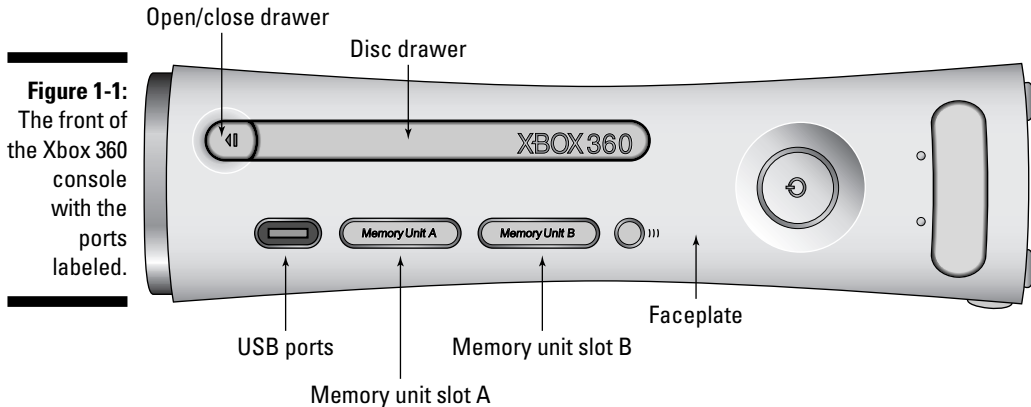 Open/close drawer
Disc drawer
Figure 1-1:
The front of
the Xbox 360
console
with the
ports
labeled.
XBOX 360
Memory Unit A
Memory Unit B
Faceplate
USB ports
Memory unit slot B
Memory unit slot A